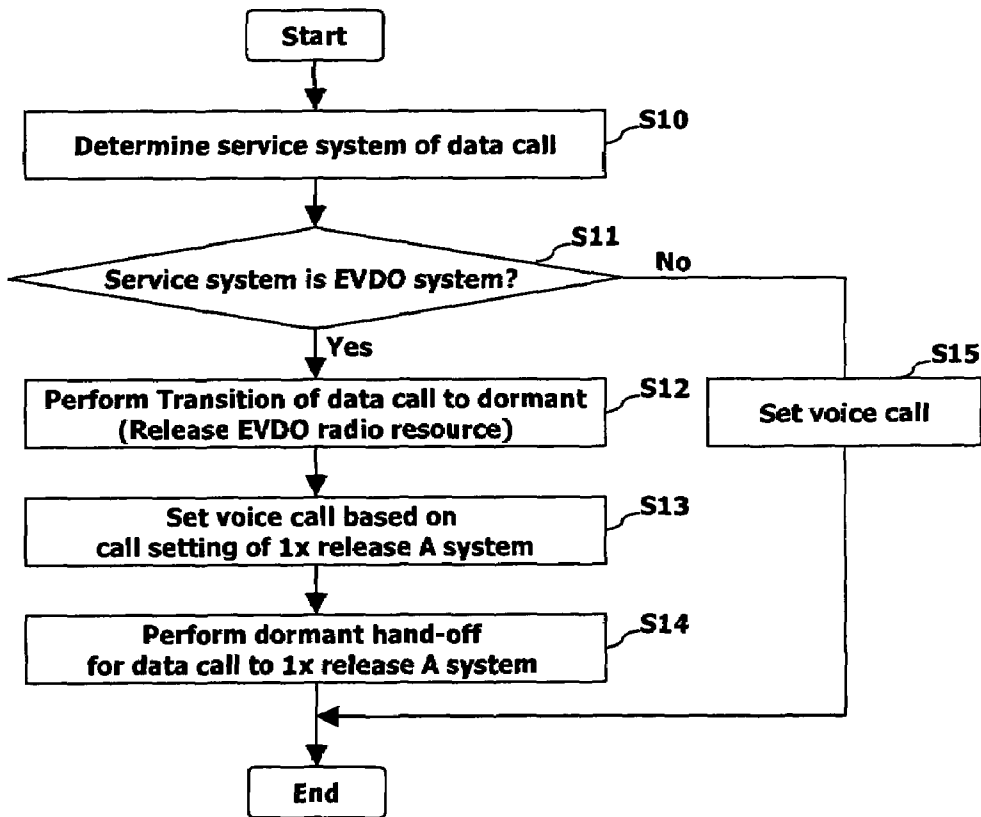 Start
S10
Determine service system of data call
S11
Service system is EVDO system?
No
Yes
S12
Perform Transition of data call to dormant
(Release EVDO radio resource)
S15
Set voice call
S13
Set voice call based on
call setting of 1x release A system
S14
Perform dormant hand-off
for data call to 1x release A system
End